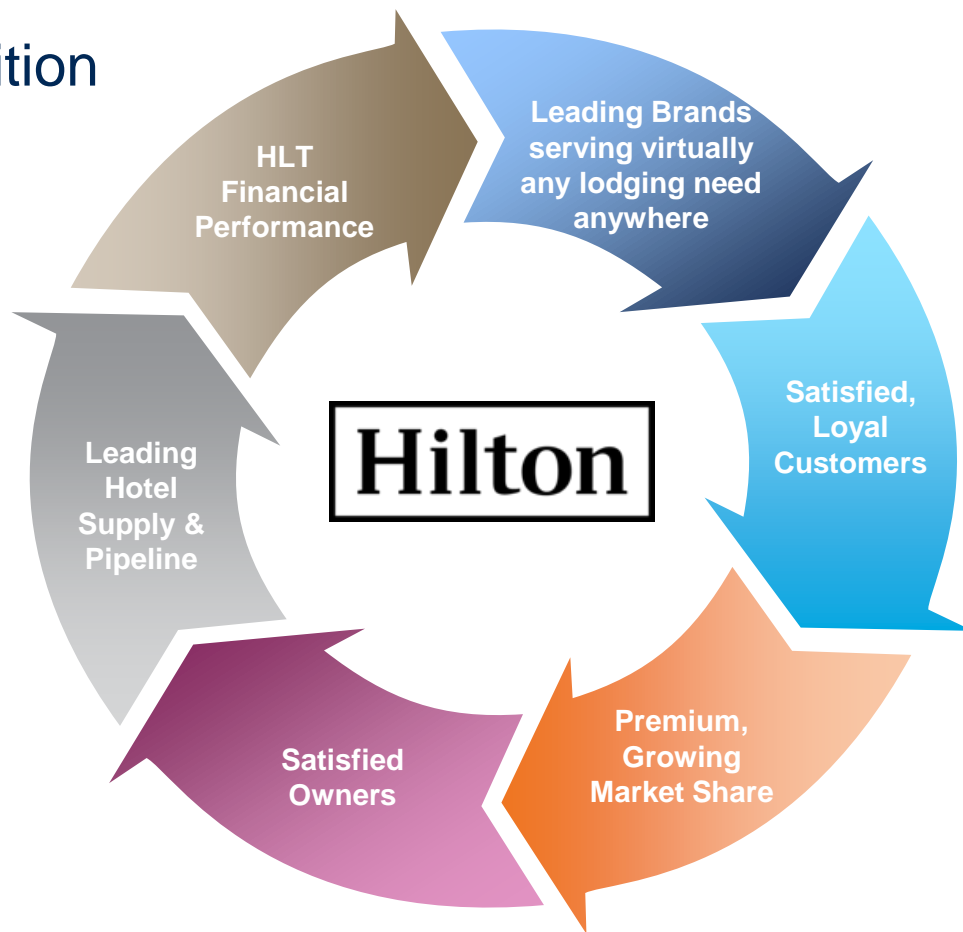 ition
HLT
Financial
Performance
Leading Brands
serving virtually
any lodging need
anywhere
Satisfied,
Loyal
Customers
Premium,
Growing
Market Share
Satisfied
Owners
Leading
Hotel
Supply &
Pipeline
Hilton